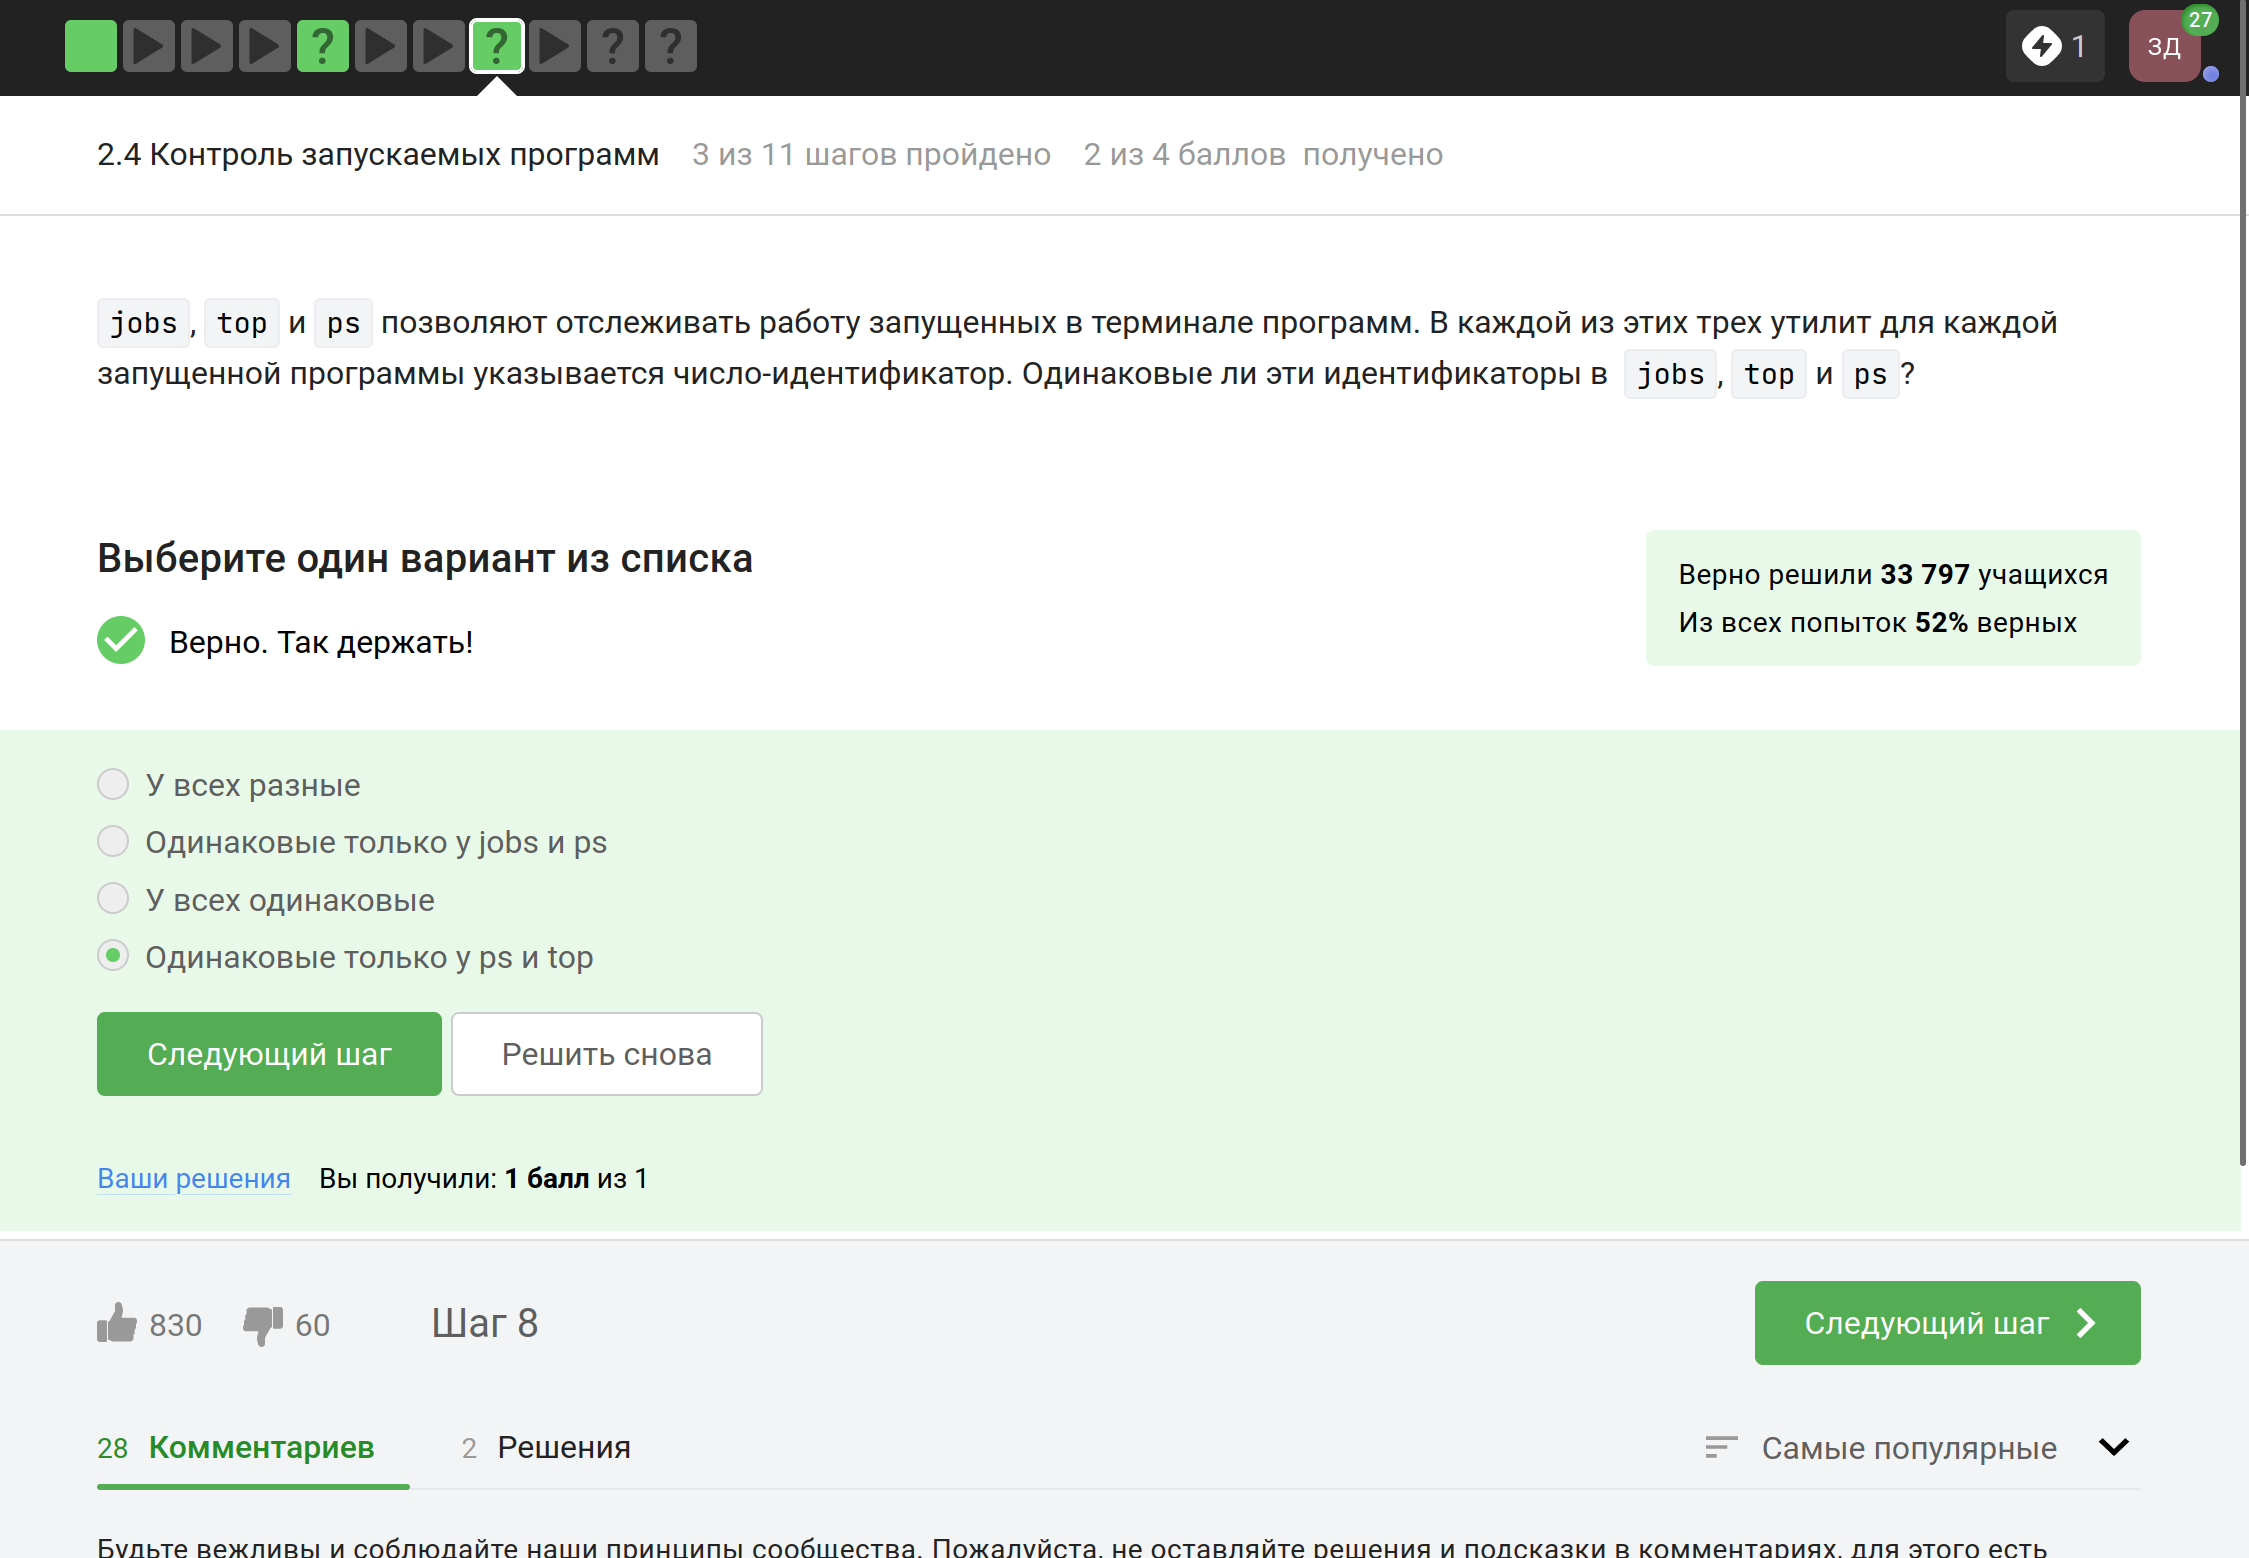 ? ? ? ?
1
ЗД
27
2.4 Контроль запускаемых программ 3 из 11 шагов пройдено 2 из 4 баллов получено
jobs, top и ps позволяют отслеживать работу запущенных в терминале программ. В каждой из этих трех утилит для каждой
запущенной программы указывается число-идентификатор. Одинаковые ли эти идентификаторы в jobs, top и ps?
Выберите один вариант из списка
Верно. Так держать!
Верно решили 33 797 учащихся
Из всех попыток 52% верных
У всех разные
Одинаковые только у jobs и ps
У всех одинаковые
Одинаковые только у ps и top
Следующий шаг Решить снова
Ваши решения Вы получили: 1 балл из 1
830 60 Шаг 8 Следующий шаг
28 Комментариев 2 Решения Самые популярные
Будьте вежливы и соблюдайте наши принципы сообщества. Пожалуйста, не оставляйте решения и подсказки в комментариях, для этого есть